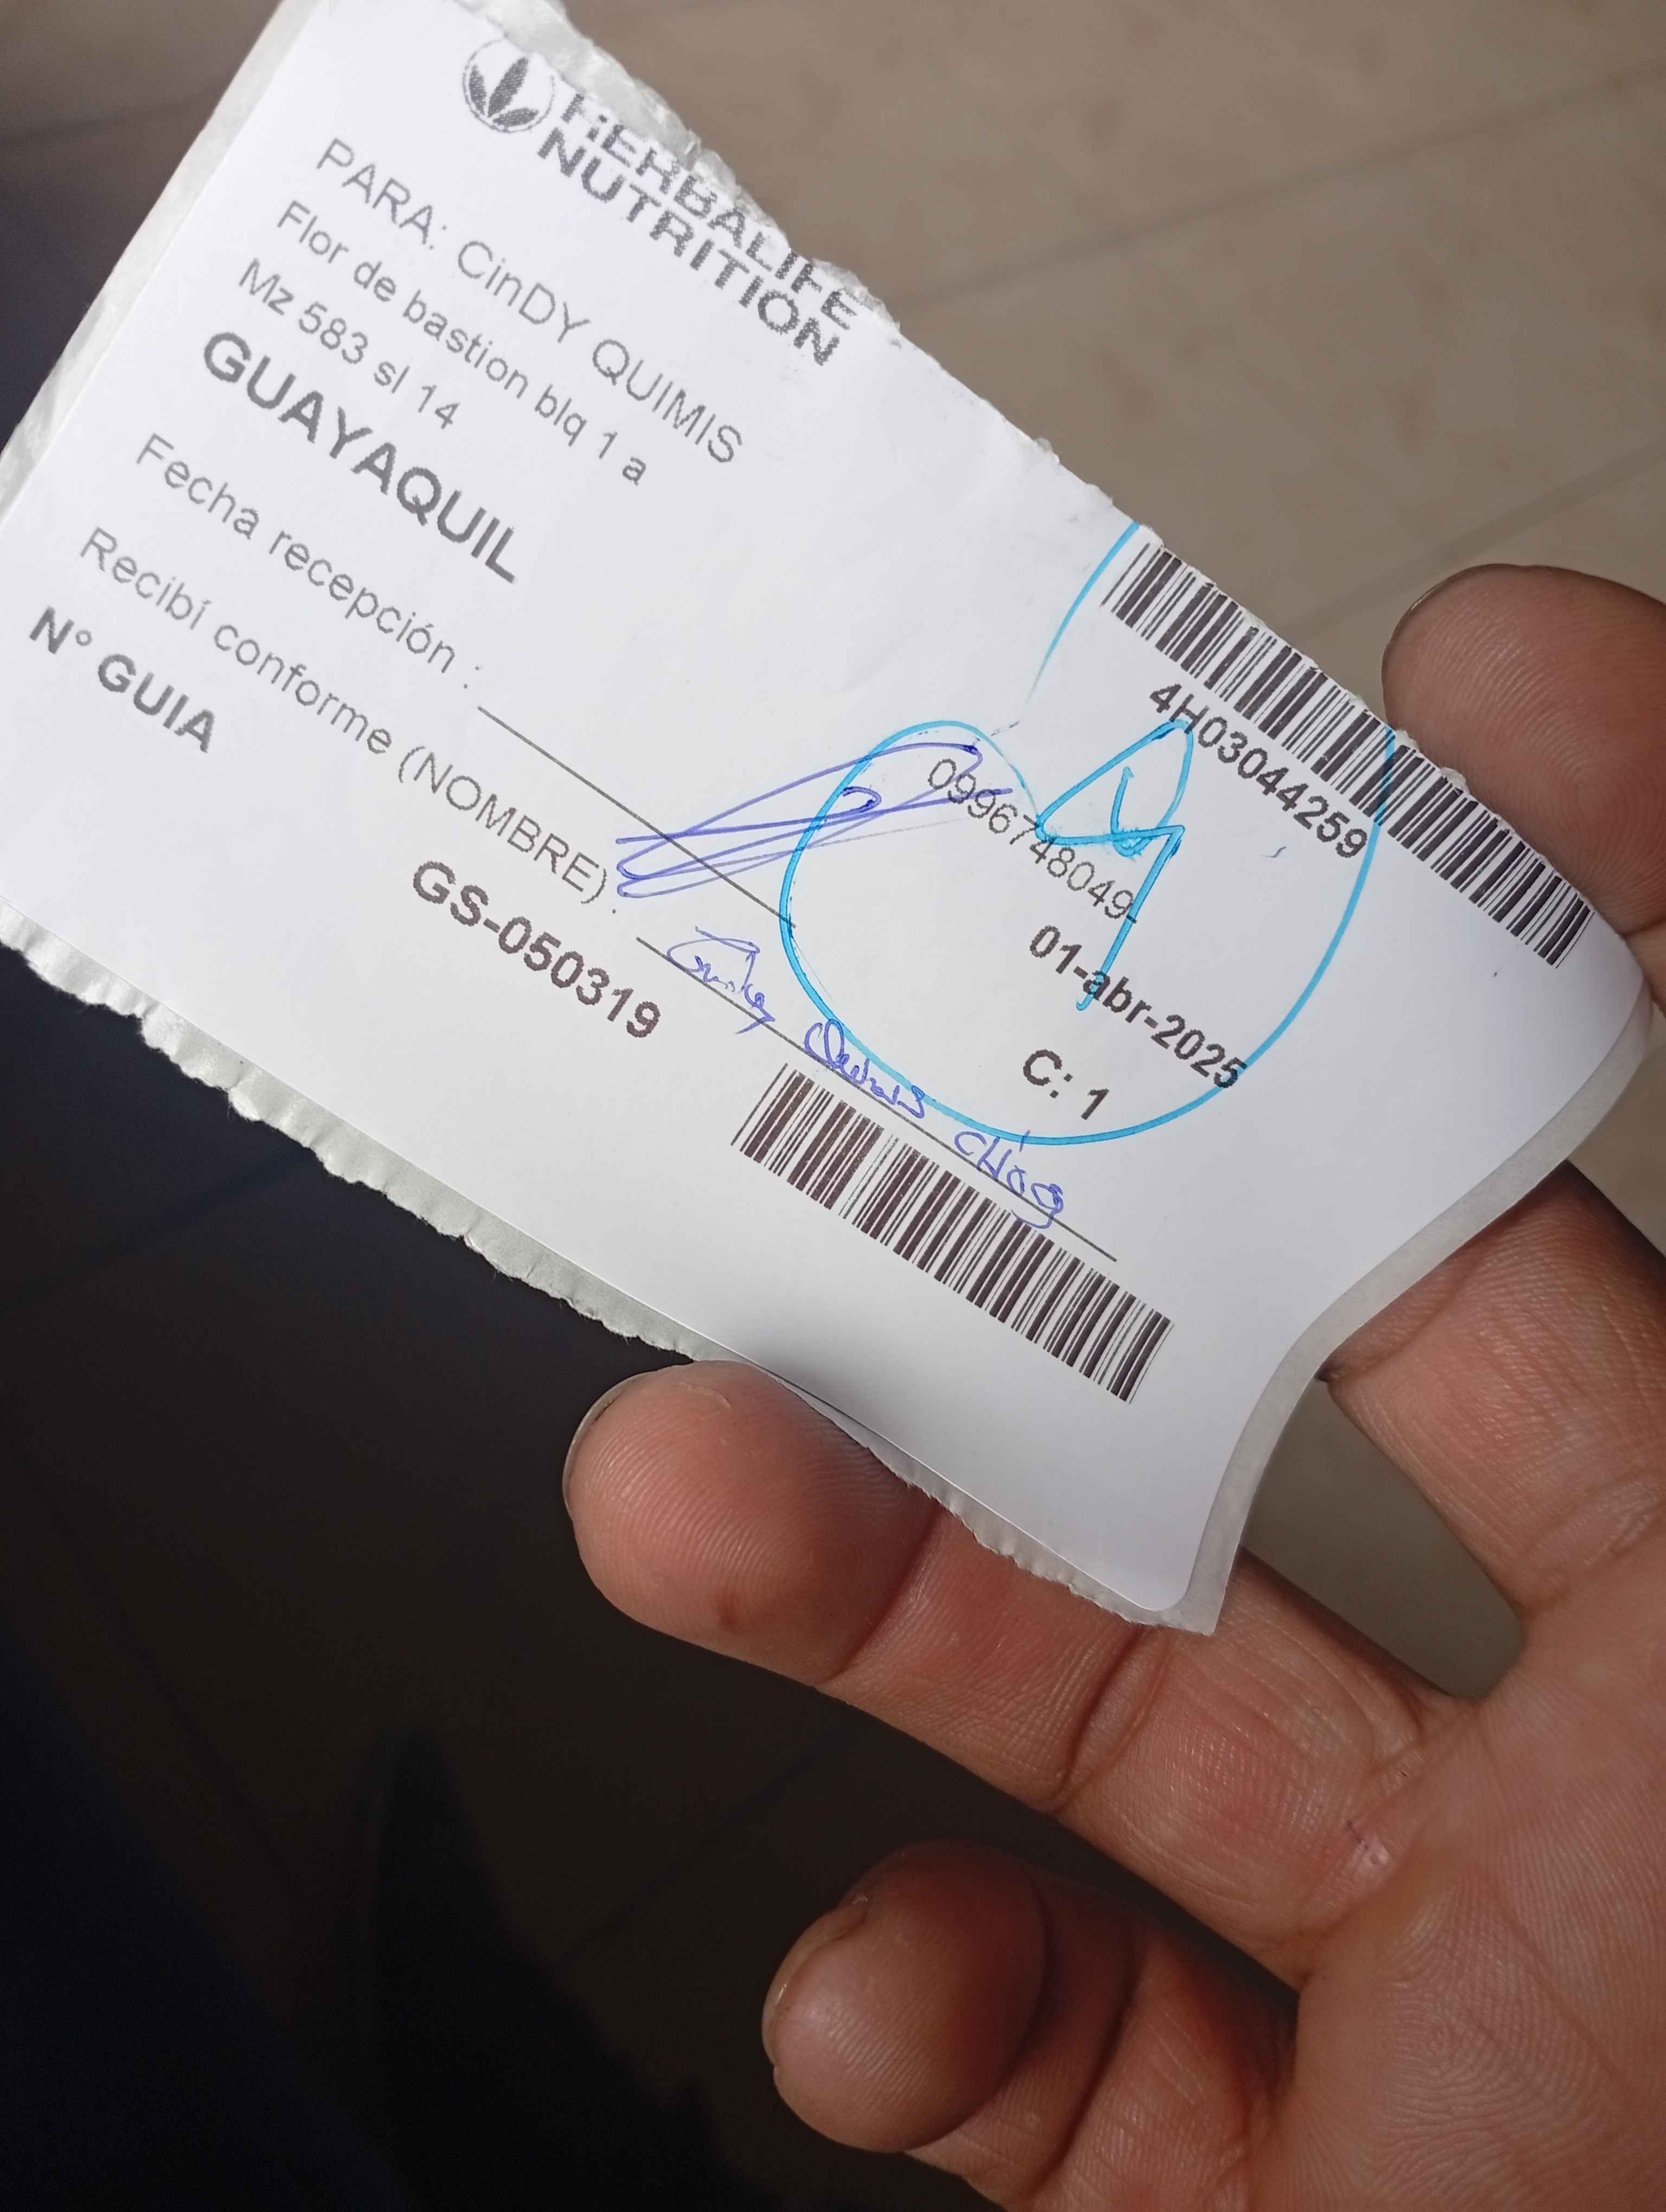 HERBALIFE
NUTRITION
4H03044259
PARA: CinDY QUIMIS
0996748049
Flor de bastion blq 1 a
Mz 583 sl 14
01-abr-2025
GUAYAQUIL
C: 1
Fecha recepción :
Recibí conforme (NOMBRE):
N° GUIA
GS-050319